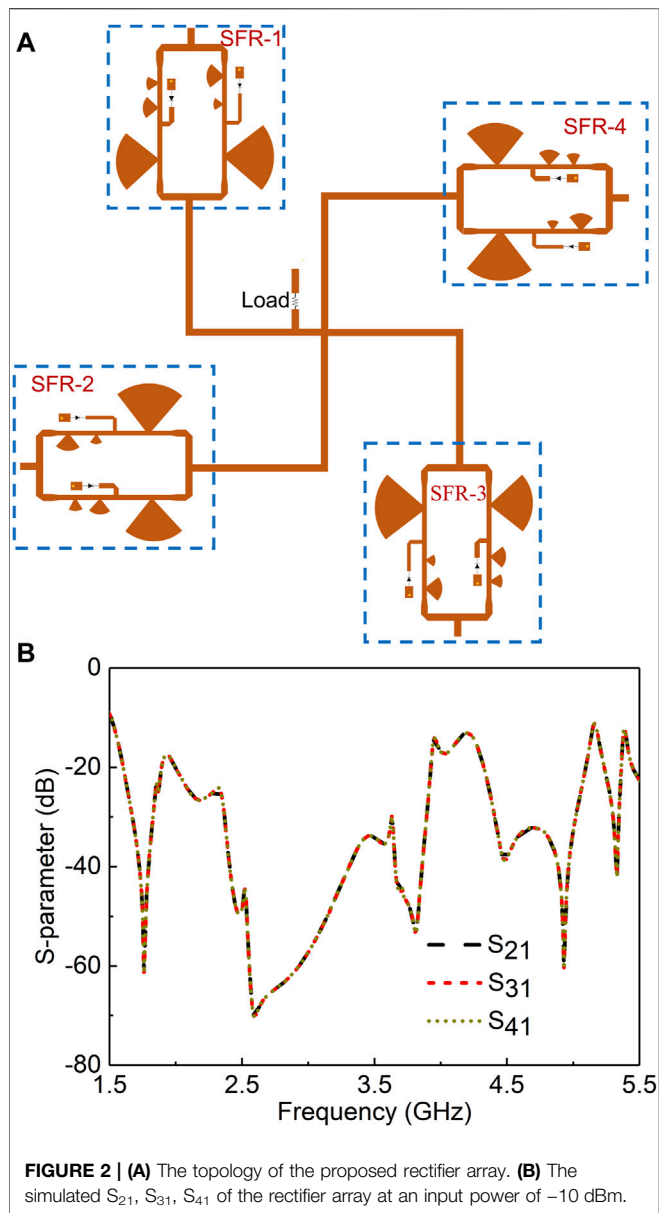 A
SFR-1
SFR-4
Load
SFR-2
SFR-3
B
0
-20
-40
-60
-80
S-parameter (dB)
S21
S31
S41
1.5 2.5 3.5 4.5 5.5
Frequency (GHz)
FIGURE 2 | (A) The topology of the proposed rectifier array. (B) The
simulated S21, S31, S41 of the rectifier array at an input power of −10 dBm.